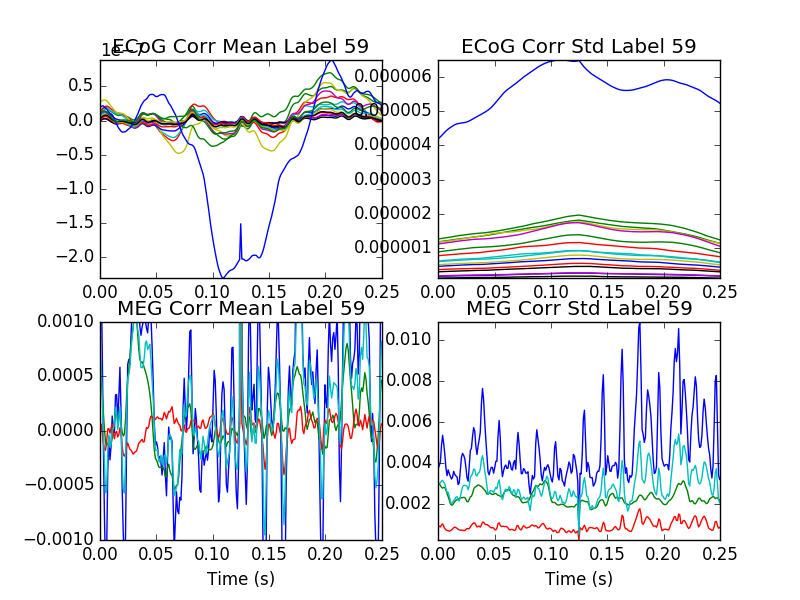 ECoG Corr Mean Label 59
1e−7
0.5
0.0
−0.5
−1.0
−1.5
−2.0
0.00 0.05 0.10 0.15 0.20 0.25
ECoG Corr Std Label 59
0.000006
0.000005
0.000004
0.000003
0.000002
0.000001
0.00 0.05 0.10 0.15 0.20 0.25
MEG Corr Mean Label 59
0.0010
0.0005
0.0000
−0.0005
−0.0010
0.00 0.05 0.10 0.15 0.20 0.25
Time (s)
MEG Corr Std Label 59
0.010
0.008
0.006
0.004
0.002
0.00 0.05 0.10 0.15 0.20 0.25
Time (s)